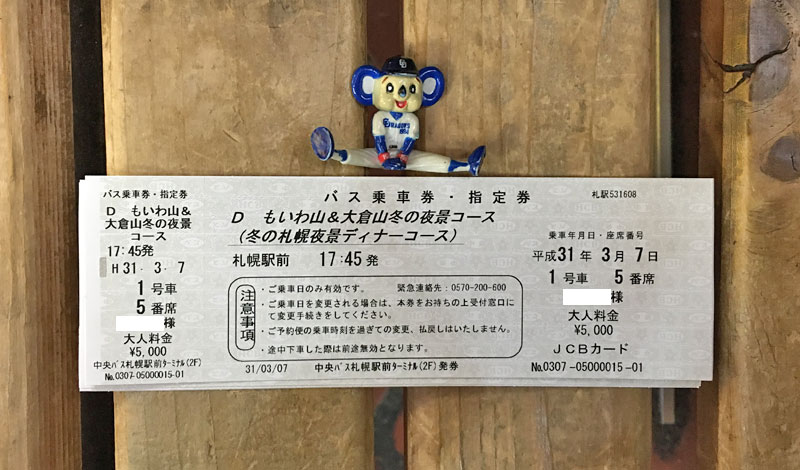 バス乗車券・指定券
D もいわ山&
大倉山冬の夜景
コース
17:45発
H 31- 3- 7
1号車
5番席
様
大人料金
¥5,000
中央バス札幌駅前ターミナル(2F)
No.0307-05000015-01
バス乗車券・指定券
札駅531608
D もいわ山&大倉山冬の夜景コース
(冬の札幌夜景ディナーコース)
札幌駅前 17:45 発
注意事項
・ご乗車日のみ有効です。 緊急連絡先:0570-200-600
・ご乗車日を変更される場合は、本券をお持ちの上受付窓口に
て変更手続きをしてください。
・ご予約便の乗車時刻を過ぎての変更、払戻しはいたしません。
・途中下車した際は前途無効となります。
31/03/07 中央バス札幌駅前ターミナル(2F)発券
乗車年月日・座席番号
平成31年 3月 7日
1号車 5番席
様
大人料金
¥5,000
JCBカード
No.0307-05000015-01